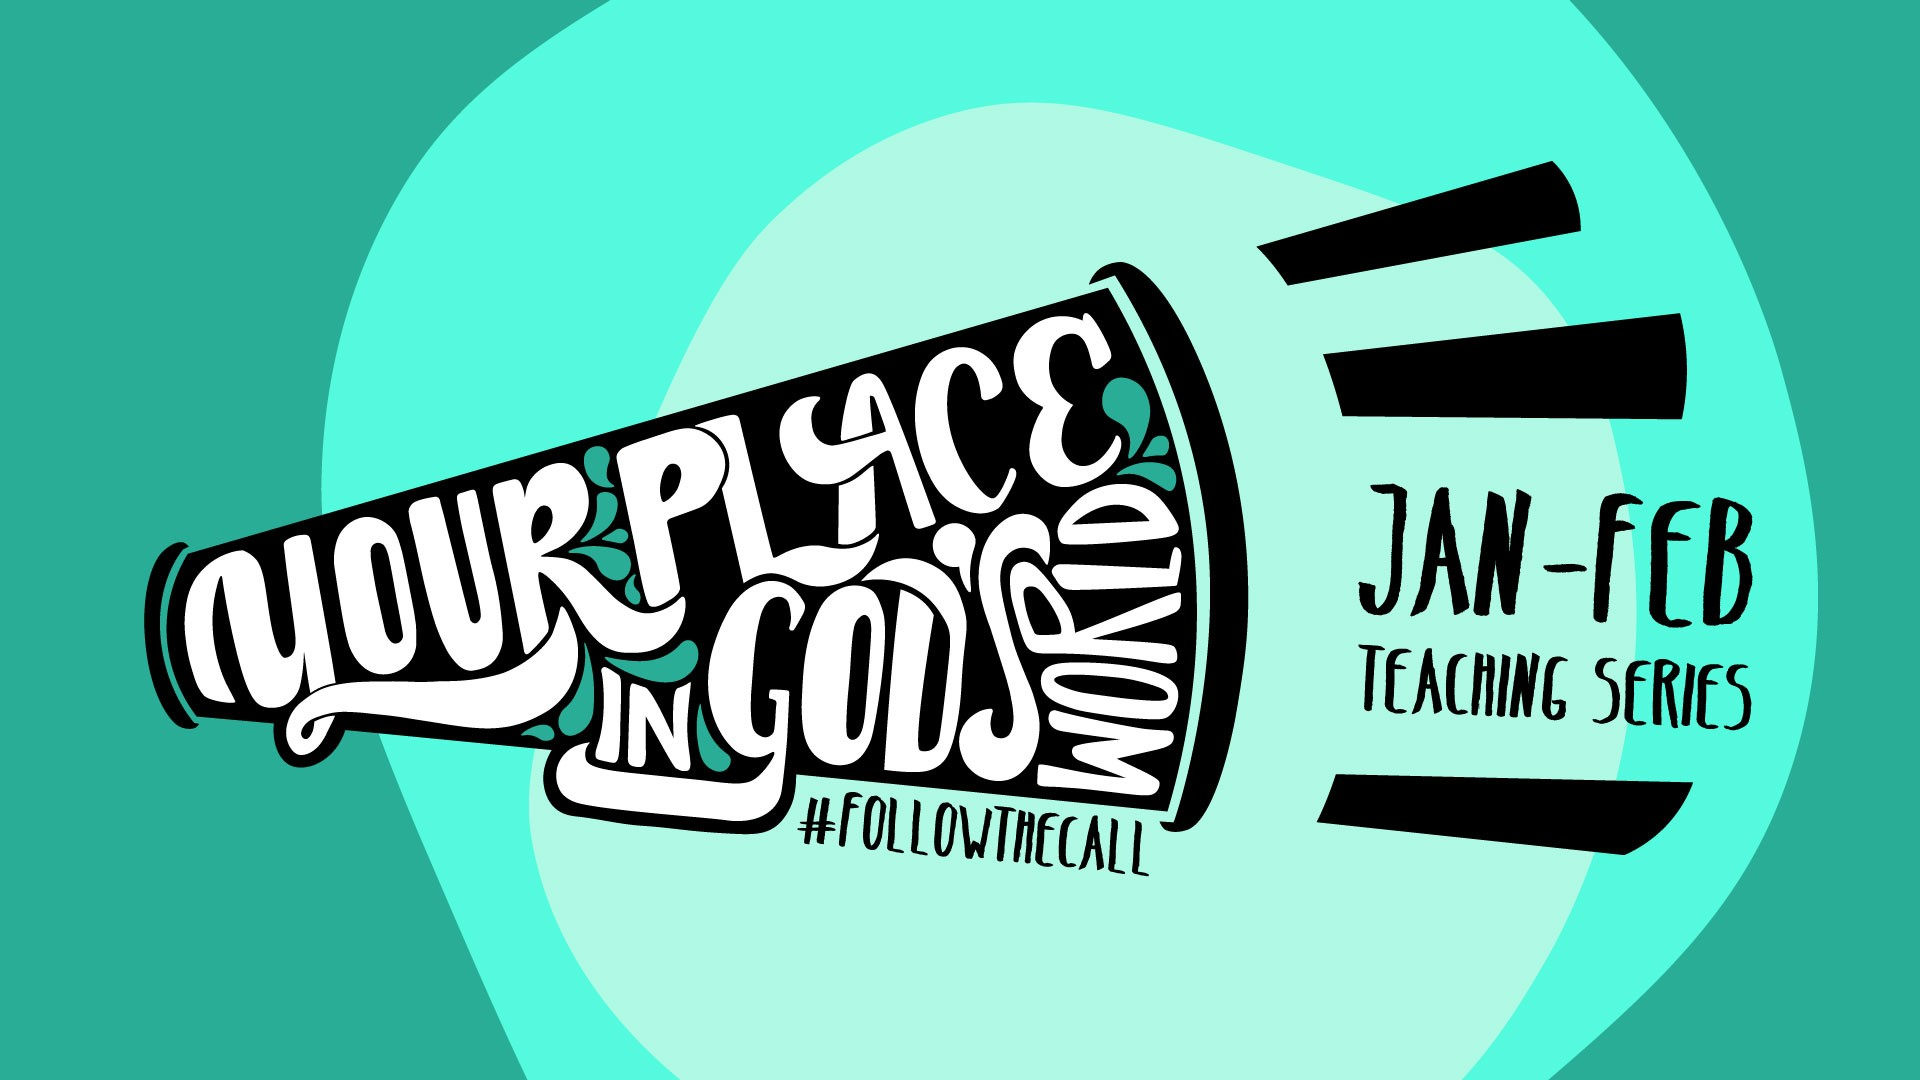 YOUR PLACE
IN GOD'S
WORLD
#FOLLOWTHECALL
JAN-FEB
TEACHING SERIES